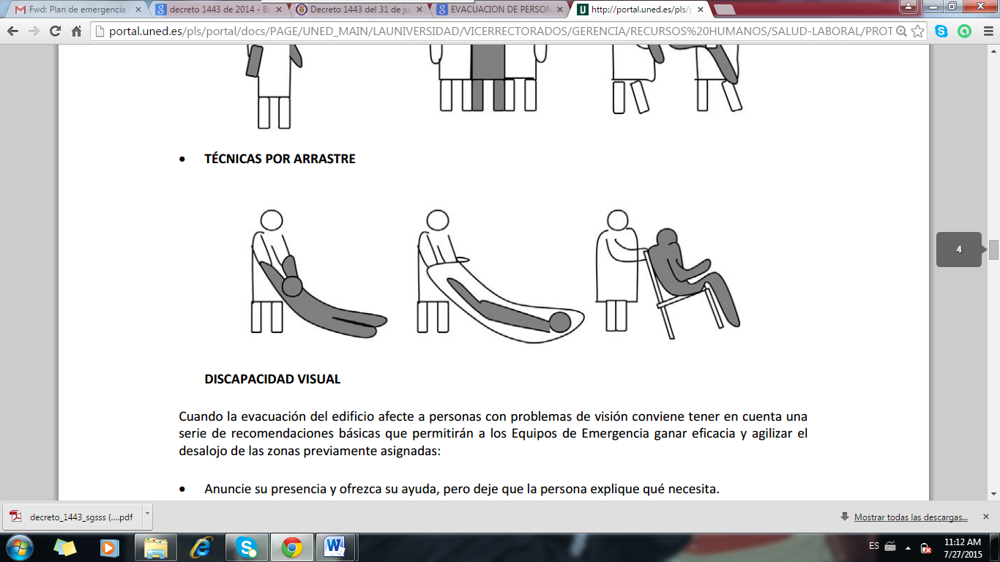 Fwd: Plan de emergencia
decreto 1443 de 2014 - Bu
Decreto 1443 del 31 de ju
EVACUACION DE PERSON
http://portal.uned.es/pls/p
portal.uned.es/pls/portal/docs/PAGE/UNED_MAIN/LAUNIVERSIDAD/VICERRECTORADOS/GERENCIA/RECURSOS%20HUMANOS/SALUD-LABORAL/PROT
• TÉCNICAS POR ARRASTRE
4
DISCAPACIDAD VISUAL
Cuando la evacuación del edificio afecte a personas con problemas de visión conviene tener en cuenta una
serie de recomendaciones básicas que permitirán a los Equipos de Emergencia ganar eficacia y agilizar el
desalojo de las zonas previamente asignadas:
• Anuncie su presencia y ofrezca su ayuda, pero deje que la persona explique qué necesita.
decreto_1443_sgsss (....pdf
Mostrar todas las descargas...
ES
11:12 AM
7/27/2015